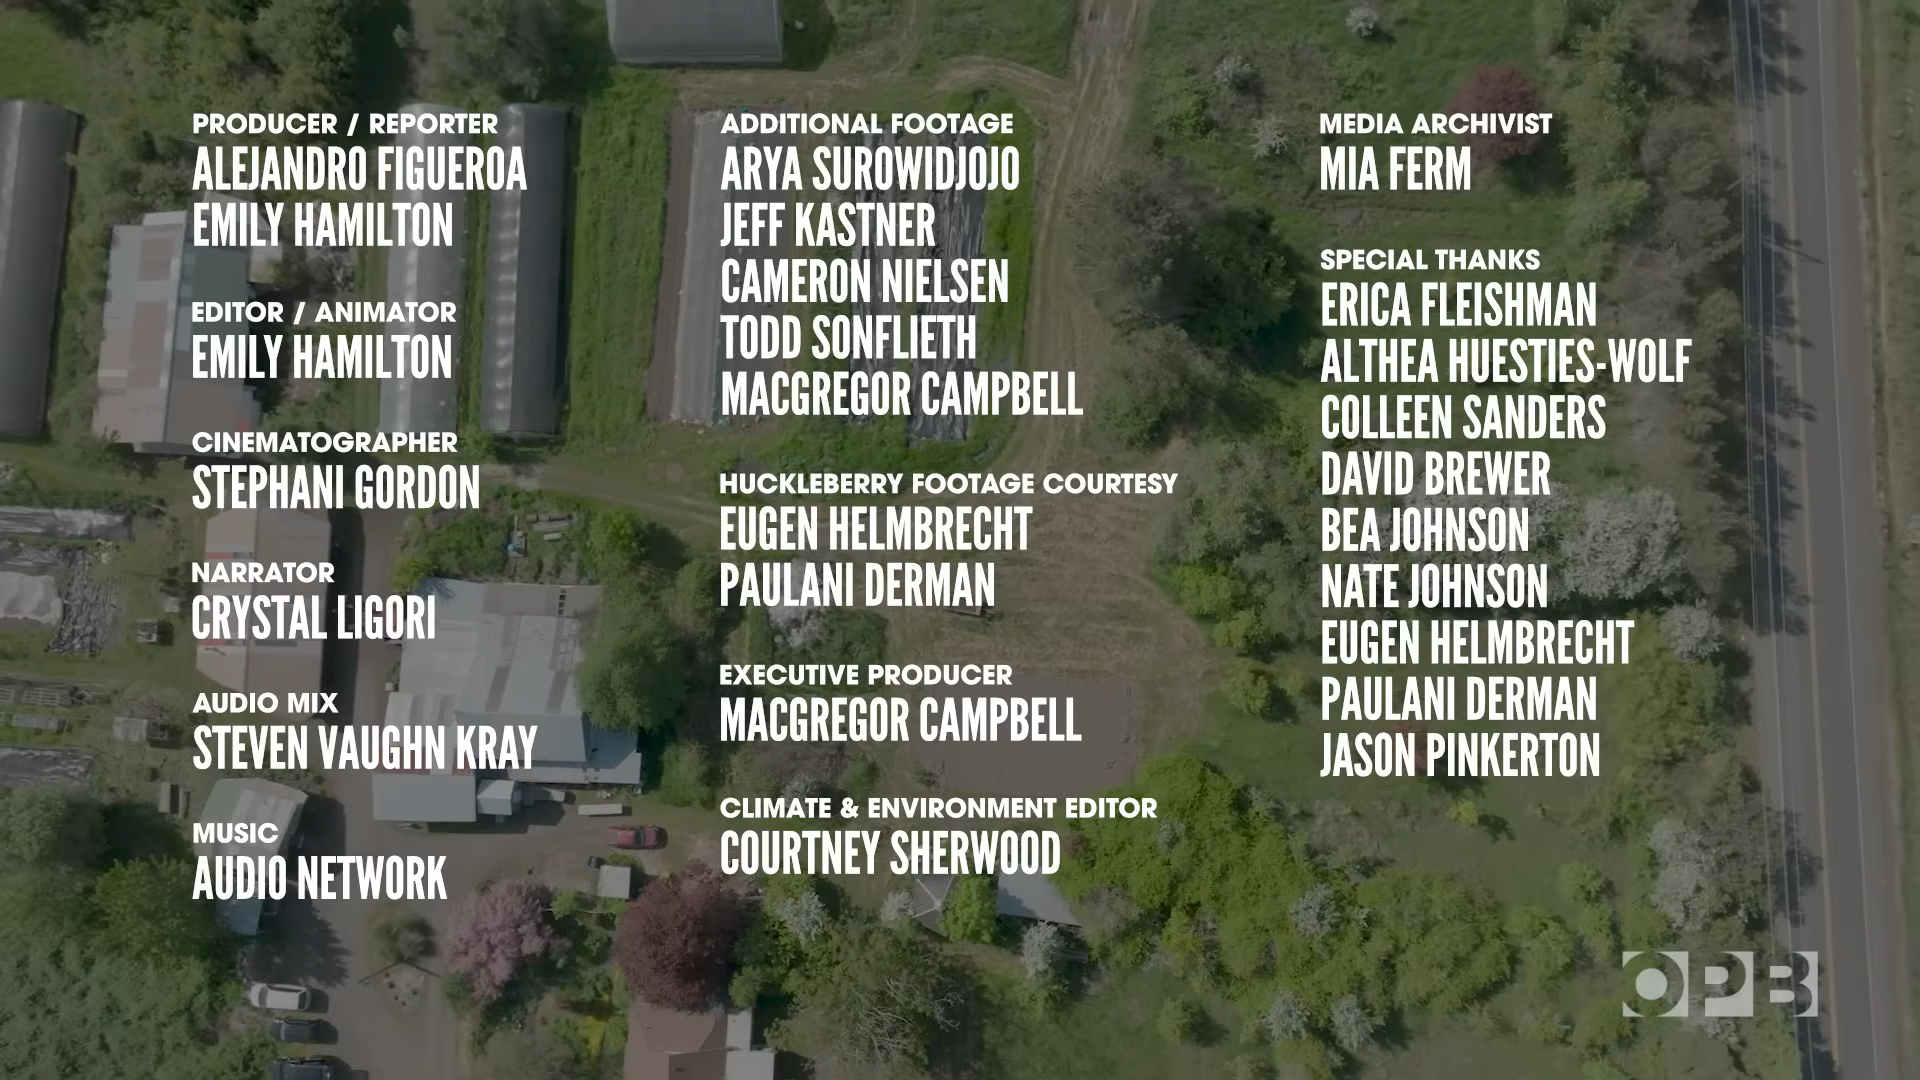 PRODUCER / REPORTER
ALEJANDRO FIGUEROA
EMILY HAMILTON
EDITOR / ANIMATOR
EMILY HAMILTON
CINEMATOGRAPHER
STEPHANI GORDON
NARRATOR
CRYSTAL LIGORI
AUDIO MIX
STEVEN VAUGHN KRAY
MUSIC
AUDIO NETWORK
ADDITIONAL FOOTAGE
ARYA SUROWIDJOJO
JEFF KASTNER
CAMERON NIELSEN
TODD SONFLIETH
MACGREGOR CAMPBELL
HUCKLEBERRY FOOTAGE COURTESY
EUGEN HELMBRECHT
PAULANI DERMAN
EXECUTIVE PRODUCER
MACGREGOR CAMPBELL
CLIMATE & ENVIRONMENT EDITOR
COURTNEY SHERWOOD
MEDIA ARCHIVIST
MIA FERM
SPECIAL THANKS
ERICA FLEISHMAN
ALTHEA HUESTIES-WOLF
COLLEEN SANDERS
DAVID BREWER
BEA JOHNSON
NATE JOHNSON
EUGEN HELMBRECHT
PAULANI DERMAN
JASON PINKERTON
OPB